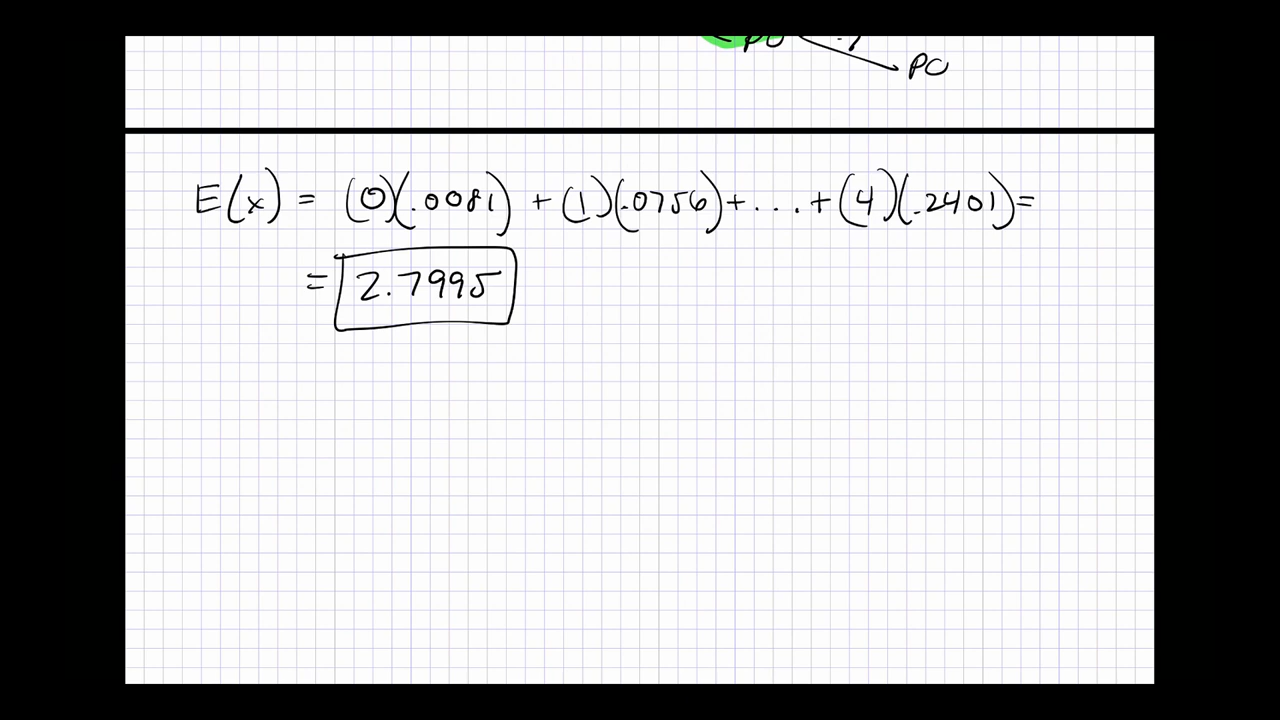 PC
E(x) = (0)(.0081) + (1)(.0756) + ... + (4)(.2401) =
= 2.7995